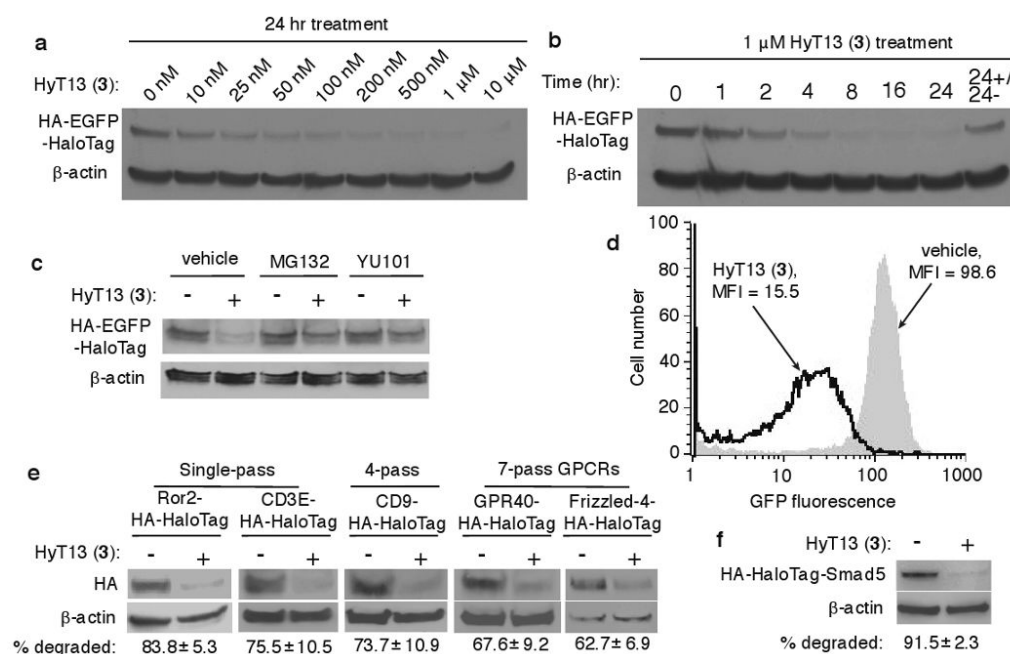 a
24 hr treatment
HyT13 (3):
0 nM 10 nM 25 nM 50 nM 100 nM 200 nM 500 nM 1 μM 10 μM
HA-EGFP
-HaloTag
β-actin
b
1 μM HyT13 (3) treatment
Time (hr): 0 1 2 4 8 16 24 24+/
24-
HA-EGFP
-HaloTag
β-actin
c
vehicle MG132 YU101
HyT13 (3): - + - + - +
HA-EGFP
-HaloTag
β-actin
d
100
80
60
40
20
0
Cell number
HyT13 (3),
MFI = 15.5
vehicle,
MFI = 98.6
1 10 100 1000
GFP fluorescence
e
Single-pass 4-pass 7-pass GPCRs
Ror2- CD3E- CD9- GPR40- Frizzled-4-
HA-HaloTag HA-HaloTag HA-HaloTag HA-HaloTag HA-HaloTag
HyT13 (3): - + - + - + - + - +
HA
β-actin
% degraded: 83.8± 5.3 75.5± 10.5 73.7± 10.9 67.6± 9.2 62.7± 6.9
f
HyT13 (3): - +
HA-HaloTag-Smad5
β-actin
% degraded: 91.5± 2.3